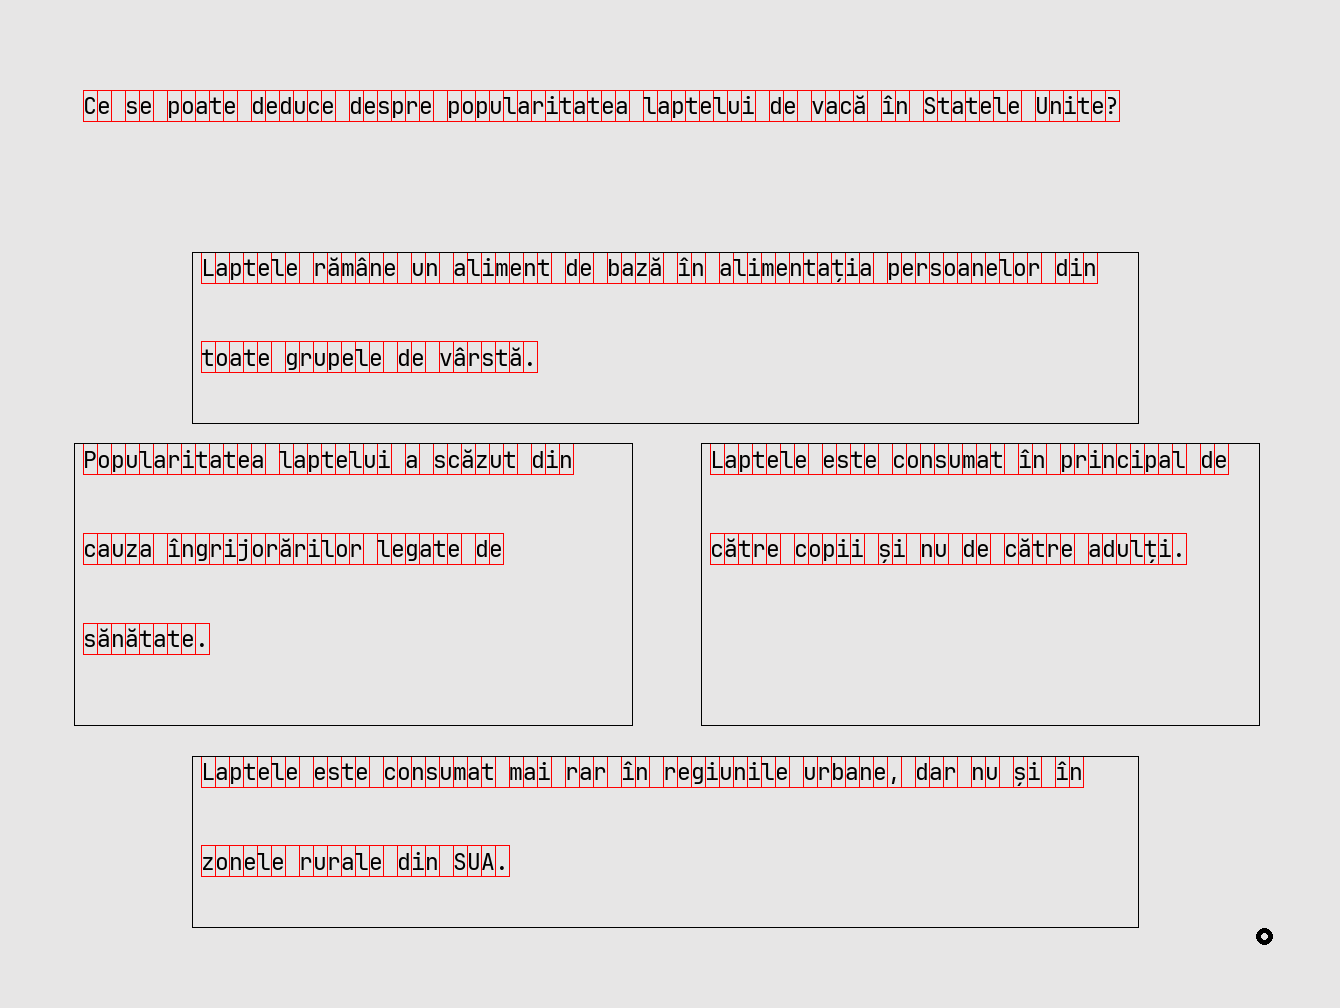 Ce se poate deduce despre popularitatea laptelui de vacă în Statele Unite?
Laptele rămâne un aliment de bază în alimentația persoanelor din
toate grupele de vârstă.
Popularitatea laptelui a scăzut din
cauza îngrijorărilor legate de
sănătate.
Laptele este consumat în principal de
către copii și nu de către adulți.
Laptele este consumat mai rar în regiunile urbane, dar nu și în
zonele rurale din SUA.